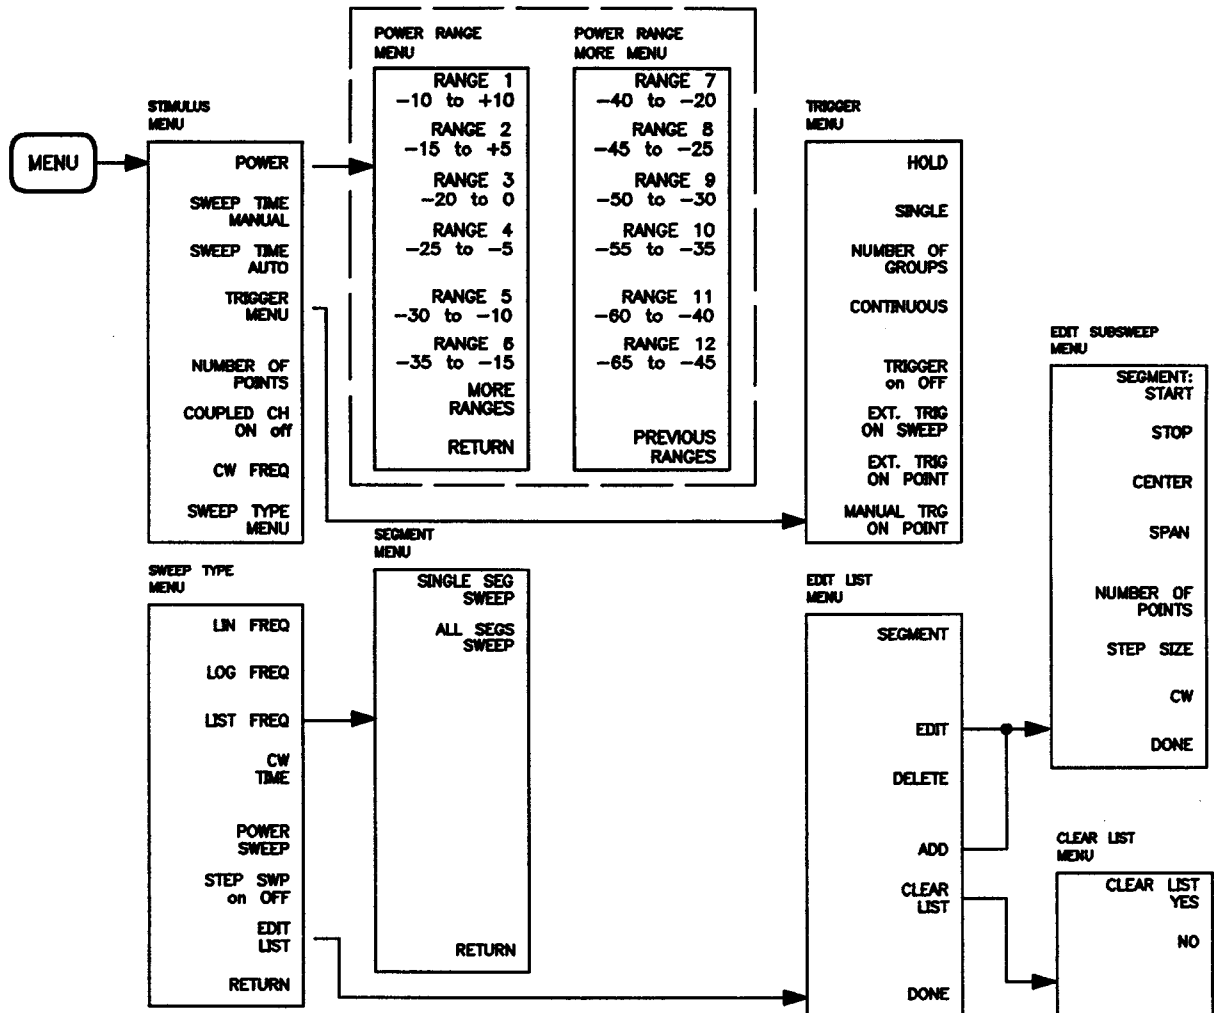 MENU
STIMULUS
MENU
POWER
SWEEP TIME
MANUAL
SWEEP TIME
AUTO
TRIGGER
MENU
NUMBER OF
POINTS
COUPLED CH
ON off
CW FREQ
SWEEP TYPE
MENU
POWER RANGE
MENU
RANGE 1
-10 to +10
RANGE 2
-15 to +5
RANGE 3
-20 to 0
RANGE 4
-25 to -5
RANGE 5
-30 to -10
RANGE 6
-35 to -15
MORE
RANGES
RETURN
POWER RANGE
MORE MENU
RANGE 7
-40 to -20
RANGE 8
-45 to -25
RANGE 9
-50 to -30
RANGE 10
-55 to -35
RANGE 11
-60 to -40
RANGE 12
-65 to -45
PREVIOUS
RANGES
TRIGGER
MENU
HOLD
SINGLE
NUMBER OF
GROUPS
CONTINUOUS
TRIGGER
on OFF
EXT. TRIG
ON SWEEP
EXT. TRIG
ON POINT
MANUAL TRG
ON POINT
EDIT SUBSWEEP
MENU
SEGMENT:
START
STOP
CENTER
SPAN
NUMBER OF
POINTS
STEP SIZE
CW
DONE
SWEEP TYPE
MENU
LIN FREQ
LOG FREQ
LIST FREQ
CW
TIME
POWER
SWEEP
STEP SWP
on OFF
EDIT
LIST
RETURN
SEGMENT
MENU
SINGLE SEG
SWEEP
ALL SEGS
SWEEP
RETURN
EDIT LIST
MENU
SEGMENT
EDIT
DELETE
ADD
CLEAR
LIST
DONE
CLEAR LIST
MENU
CLEAR LIST
YES
NO